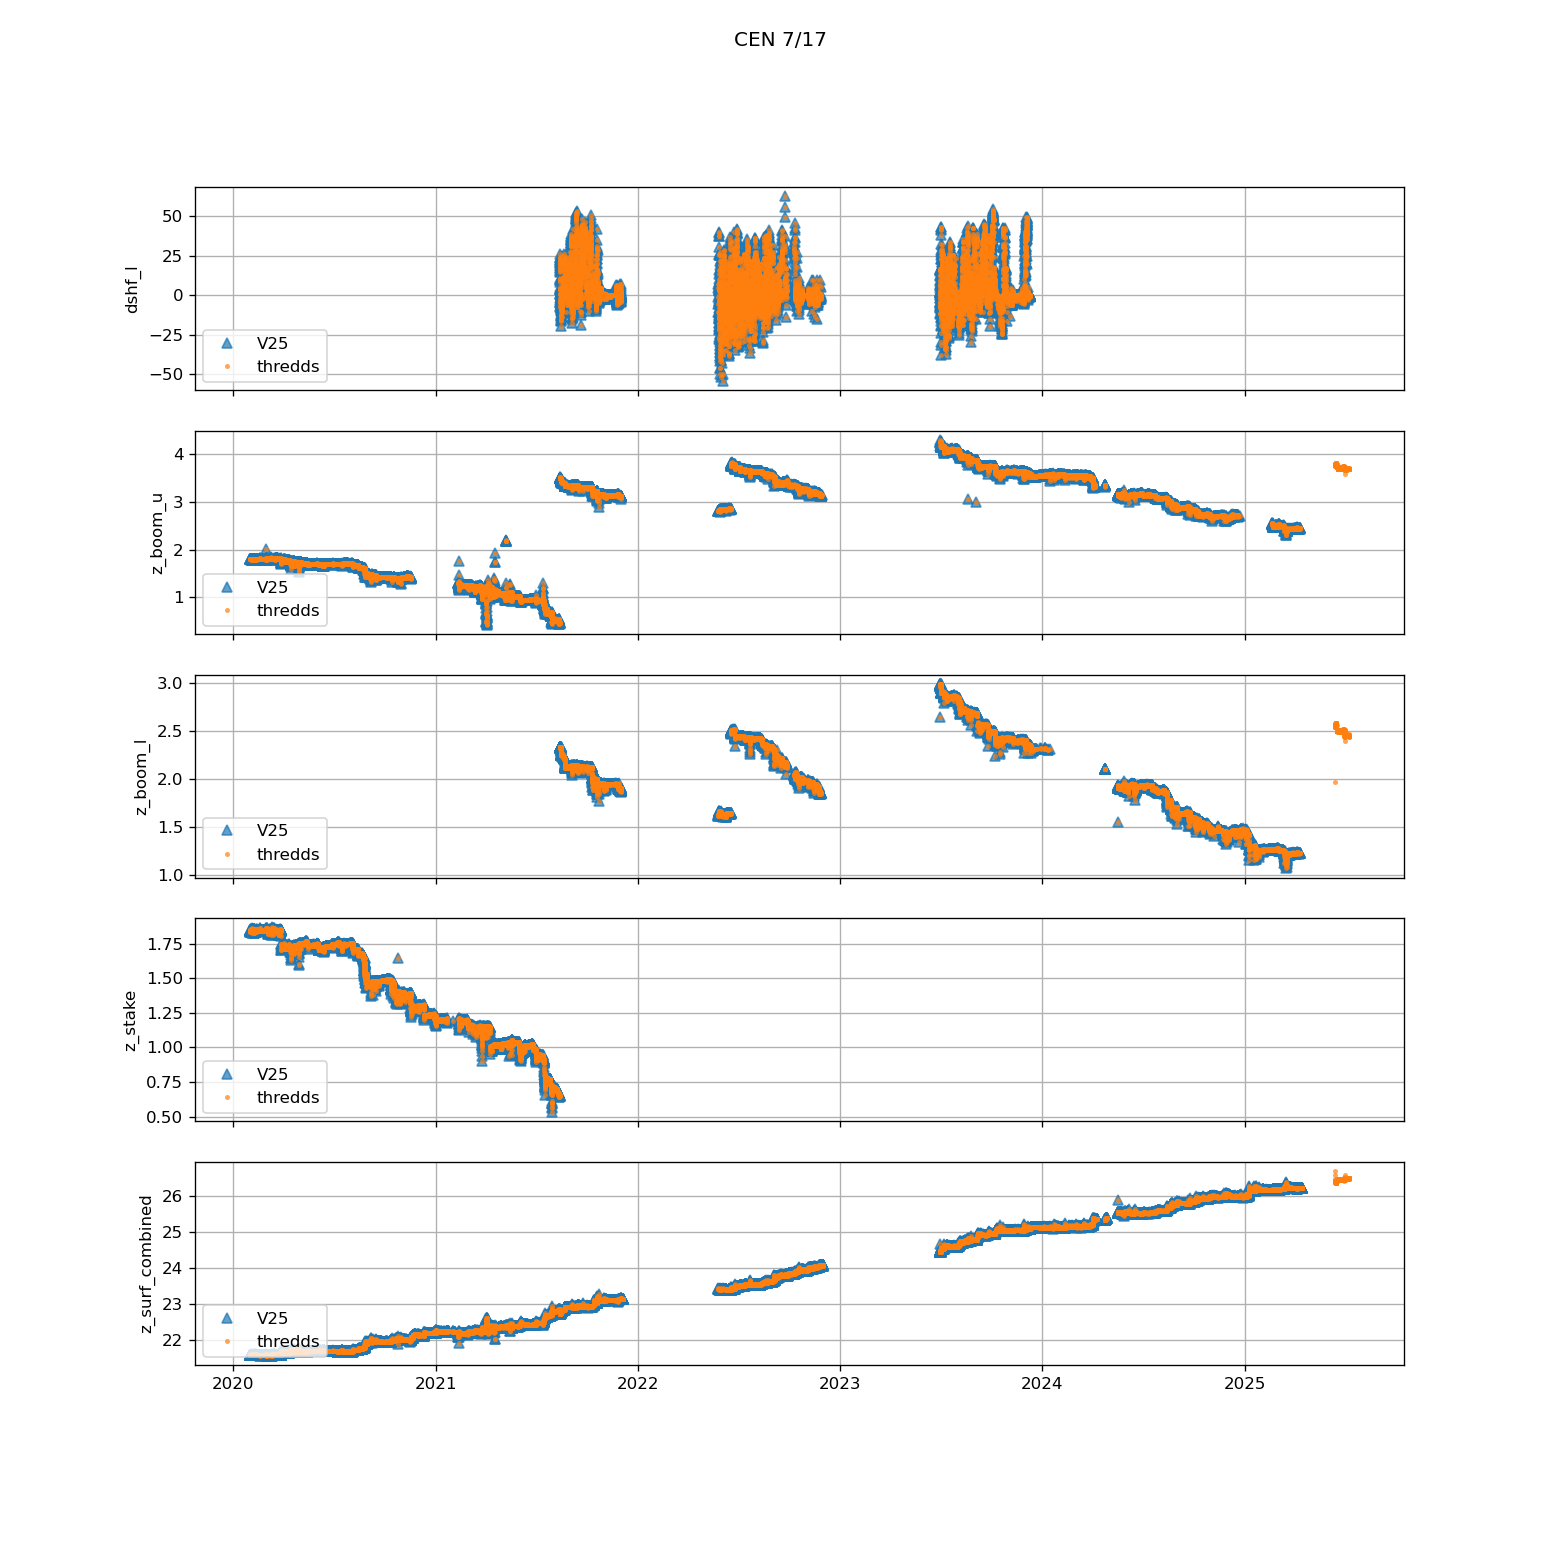 CEN 7/17
dshf_l
50
25
0
−25
−50
V25
thredds
z_boom_u
4
3
2
1
V25
thredds
z_boom_l
3.0
2.5
2.0
1.5
1.0
V25
thredds
z_stake
1.75
1.50
1.25
1.00
0.75
0.50
V25
thredds
z_surf_combined
26
25
24
23
22
V25
thredds
2020 2021 2022 2023 2024 2025